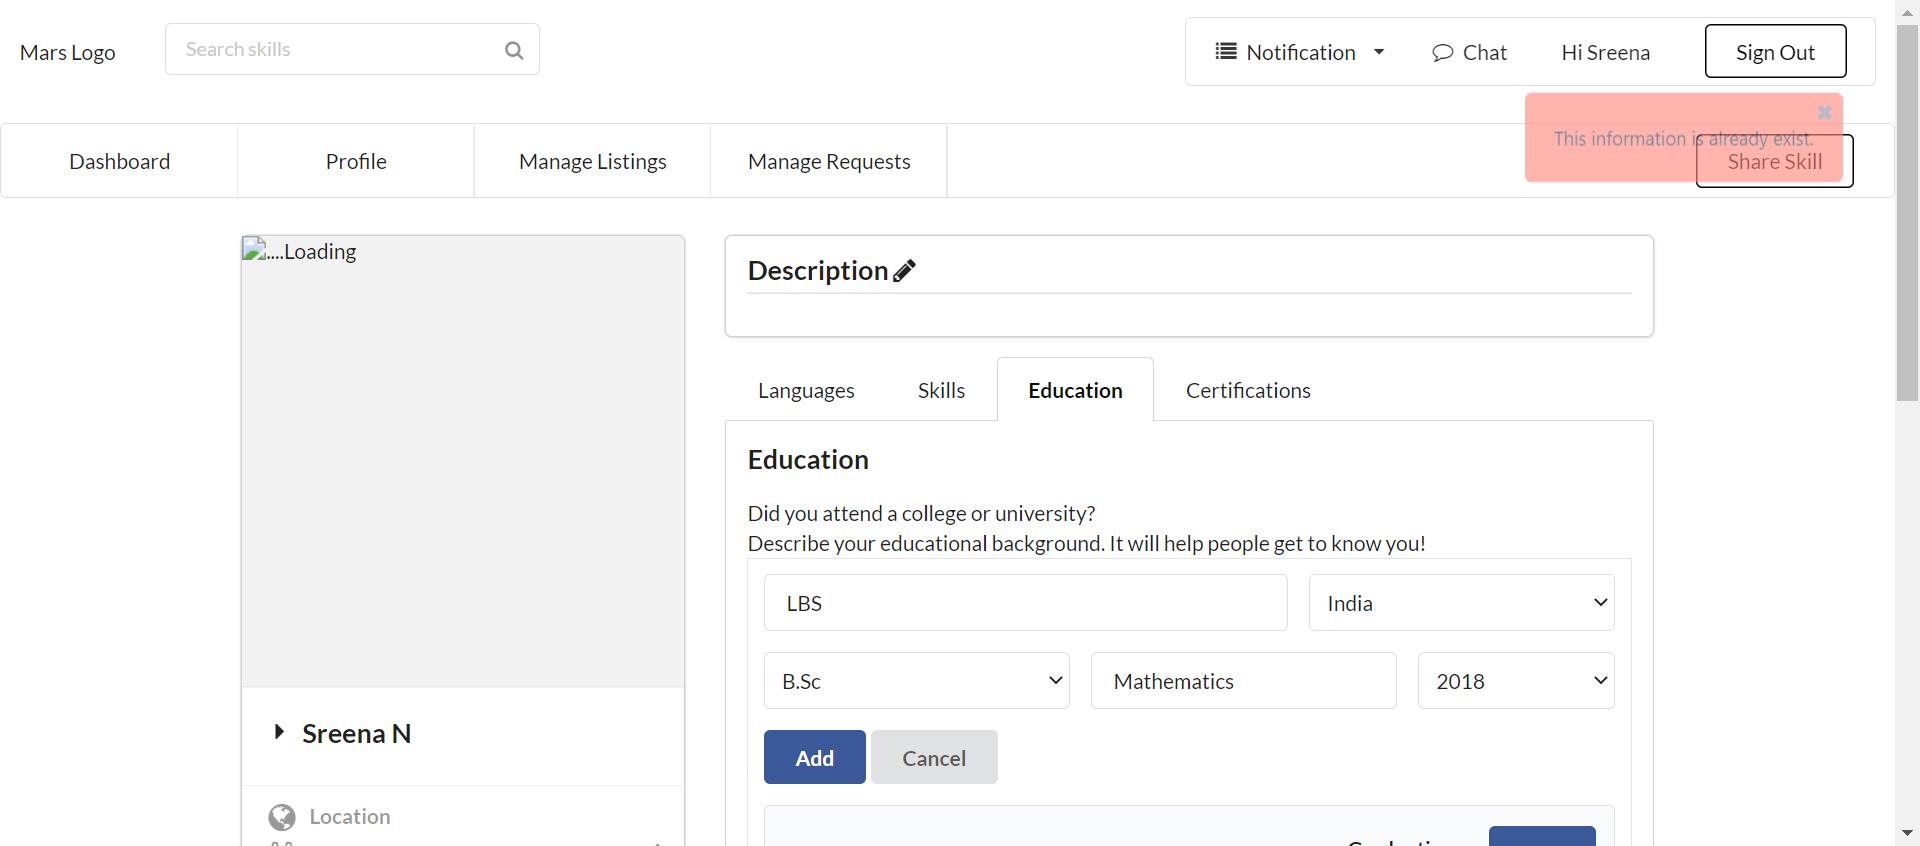 Mars Logo
Search skills
Notification
Chat
Hi Sreena
Sign Out
This information is already exist.
Dashboard
Profile
Manage Listings
Manage Requests
Share Skill
....Loading
Description
Languages
Skills
Education
Certifications
Education
Did you attend a college or university?
Describe your educational background. It will help people get to know you!
LBS
India
B.Sc
Mathematics
2018
Add
Cancel
Sreena N
Location